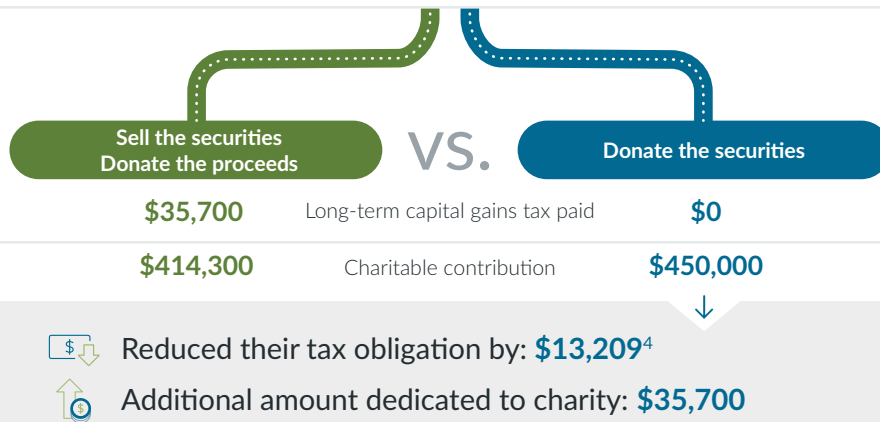 Sell the securities
Donate the proceeds
vs.
Donate the securities
$35,700 Long-term capital gains tax paid $0
$414,300 Charitable contribution $450,000
$ Reduced their tax obligation by: $13,209⁴
$ Additional amount dedicated to charity: $35,700